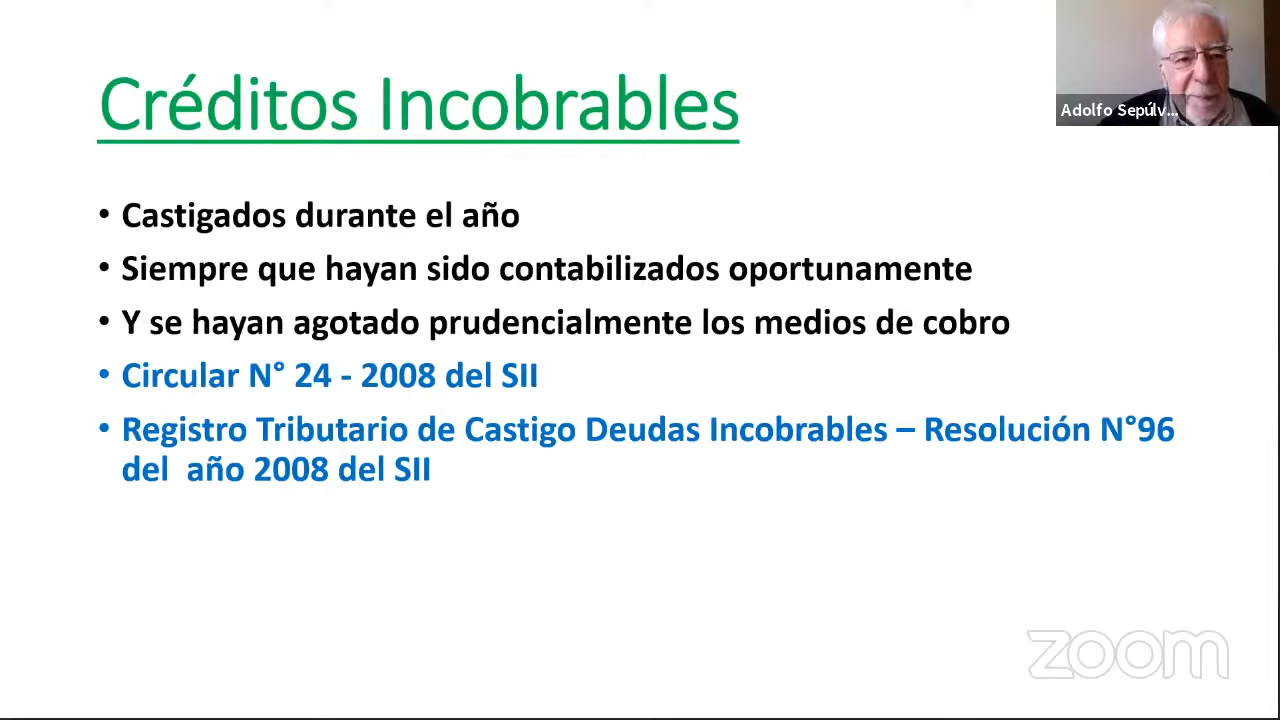 Créditos Incobrables
Adolfo Sepúlv...
• Castigados durante el año
• Siempre que hayan sido contabilizados oportunamente
• Y se hayan agotado prudencialmente los medios de cobro
• Circular N° 24 - 2008 del SII
• Registro Tributario de Castigo Deudas Incobrables – Resolución N°96
del  año 2008 del SII
zoom